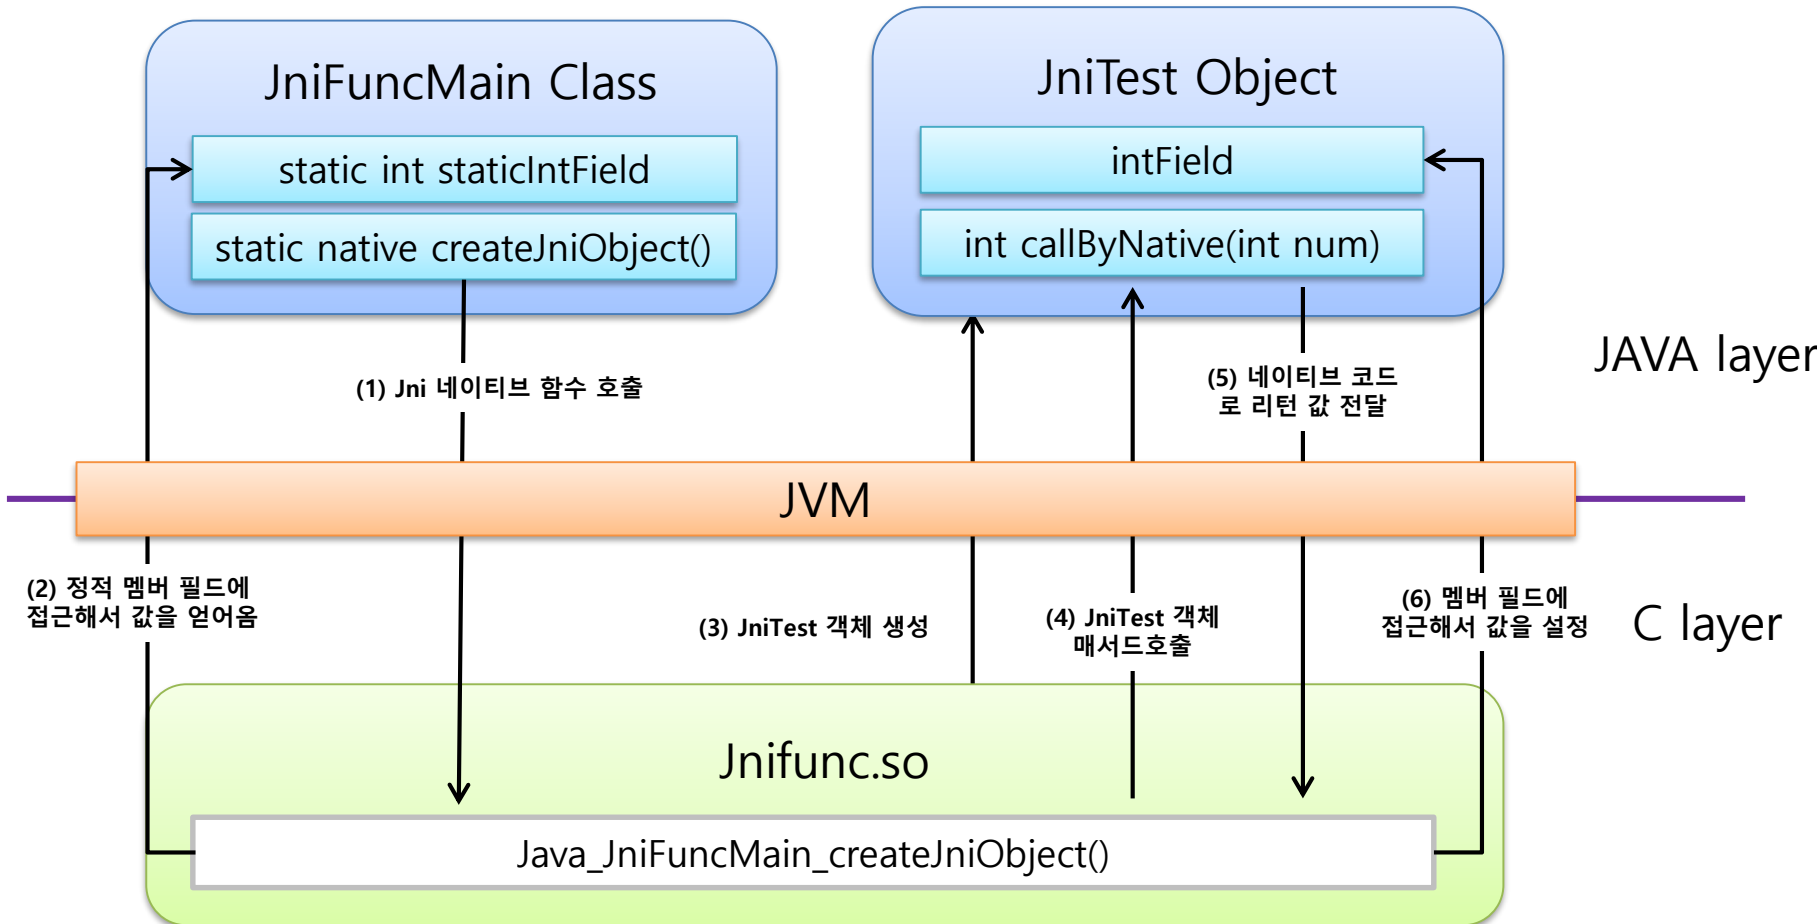 JniFuncMain Class
static int staticIntField
static native createJniObject()
JniTest Object
intField
int callByNative(int num)
(1) Jni 네이티브 함수 호출
(5) 네이티브 코드
로 리턴 값 전달
JAVA layer
JVM
(2) 정적 멤버 필드에
접근해서 값을 얻어옴
(3) JniTest 객체 생성
(4) JniTest 객체
매서드호출
(6) 멤버 필드에
접근해서 값을 설정
C layer
Jnifunc.so
Java_JniFuncMain_createJniObject()